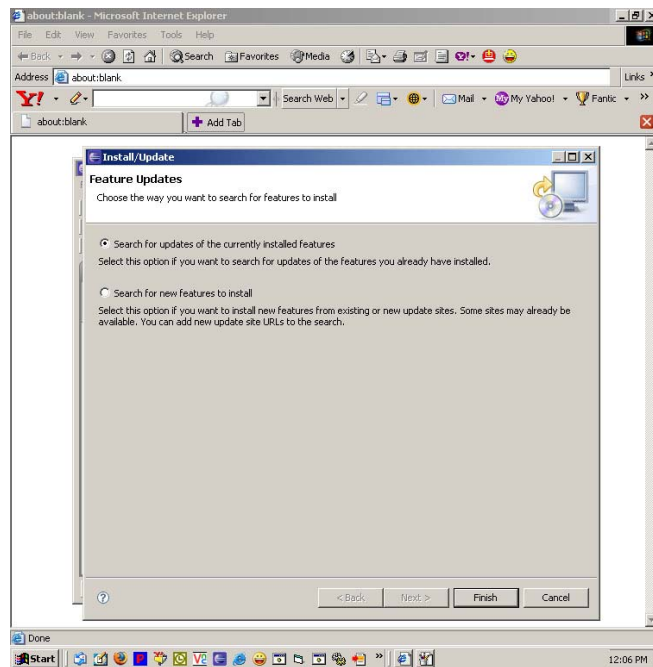 about:blank - Microsoft Internet Explorer
File Edit View Favorites Tools Help
Back Search Favorites Media
Address about:blank Links
Y! Search Web Mail My Yahoo! Fantic
about:blank Add Tab
Install/Update
Feature Updates
Choose the way you want to search for features to install
Search for updates of the currently installed features
Select this option if you want to search for updates of the features you already have installed.
Search for new features to install
Select this option if you want to install new features from existing or new update sites. Some sites may already be
available. You can add new update site URLs to the search.
< Back Next > Finish Cancel
Done
Start 12:06 PM